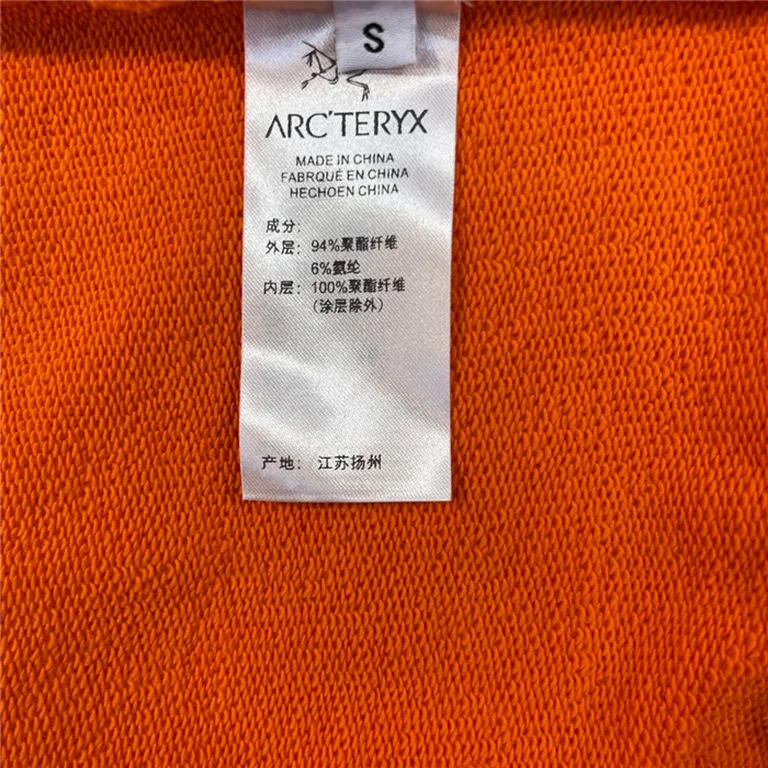 S
ARC'TERYX
MADE IN CHINA
FABRQUÉ EN CHINA
HECHOEN CHINA
成分:
外层: 94%聚酯纤维
6%氨纶
内层: 100%聚酯纤维
(涂层除外)
产地: 江苏扬州